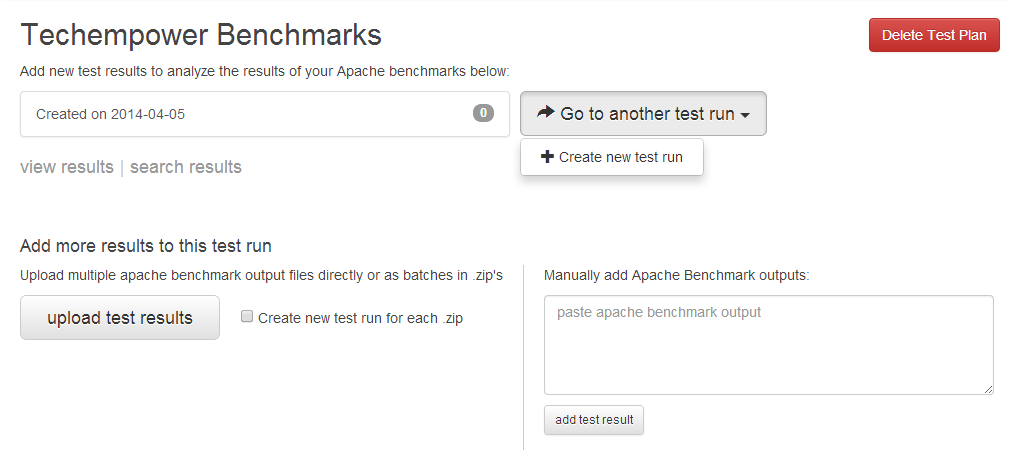 Techempower Benchmarks
Delete Test Plan
Add new test results to analyze the results of your Apache benchmarks below:
Created on 2014-04-05
0
Go to another test run
Create new test run
view results | search results
Add more results to this test run
Upload multiple apache benchmark output files directly or as batches in .zip's
upload test results
Create new test run for each .zip
Manually add Apache Benchmark outputs:
paste apache benchmark output
add test result